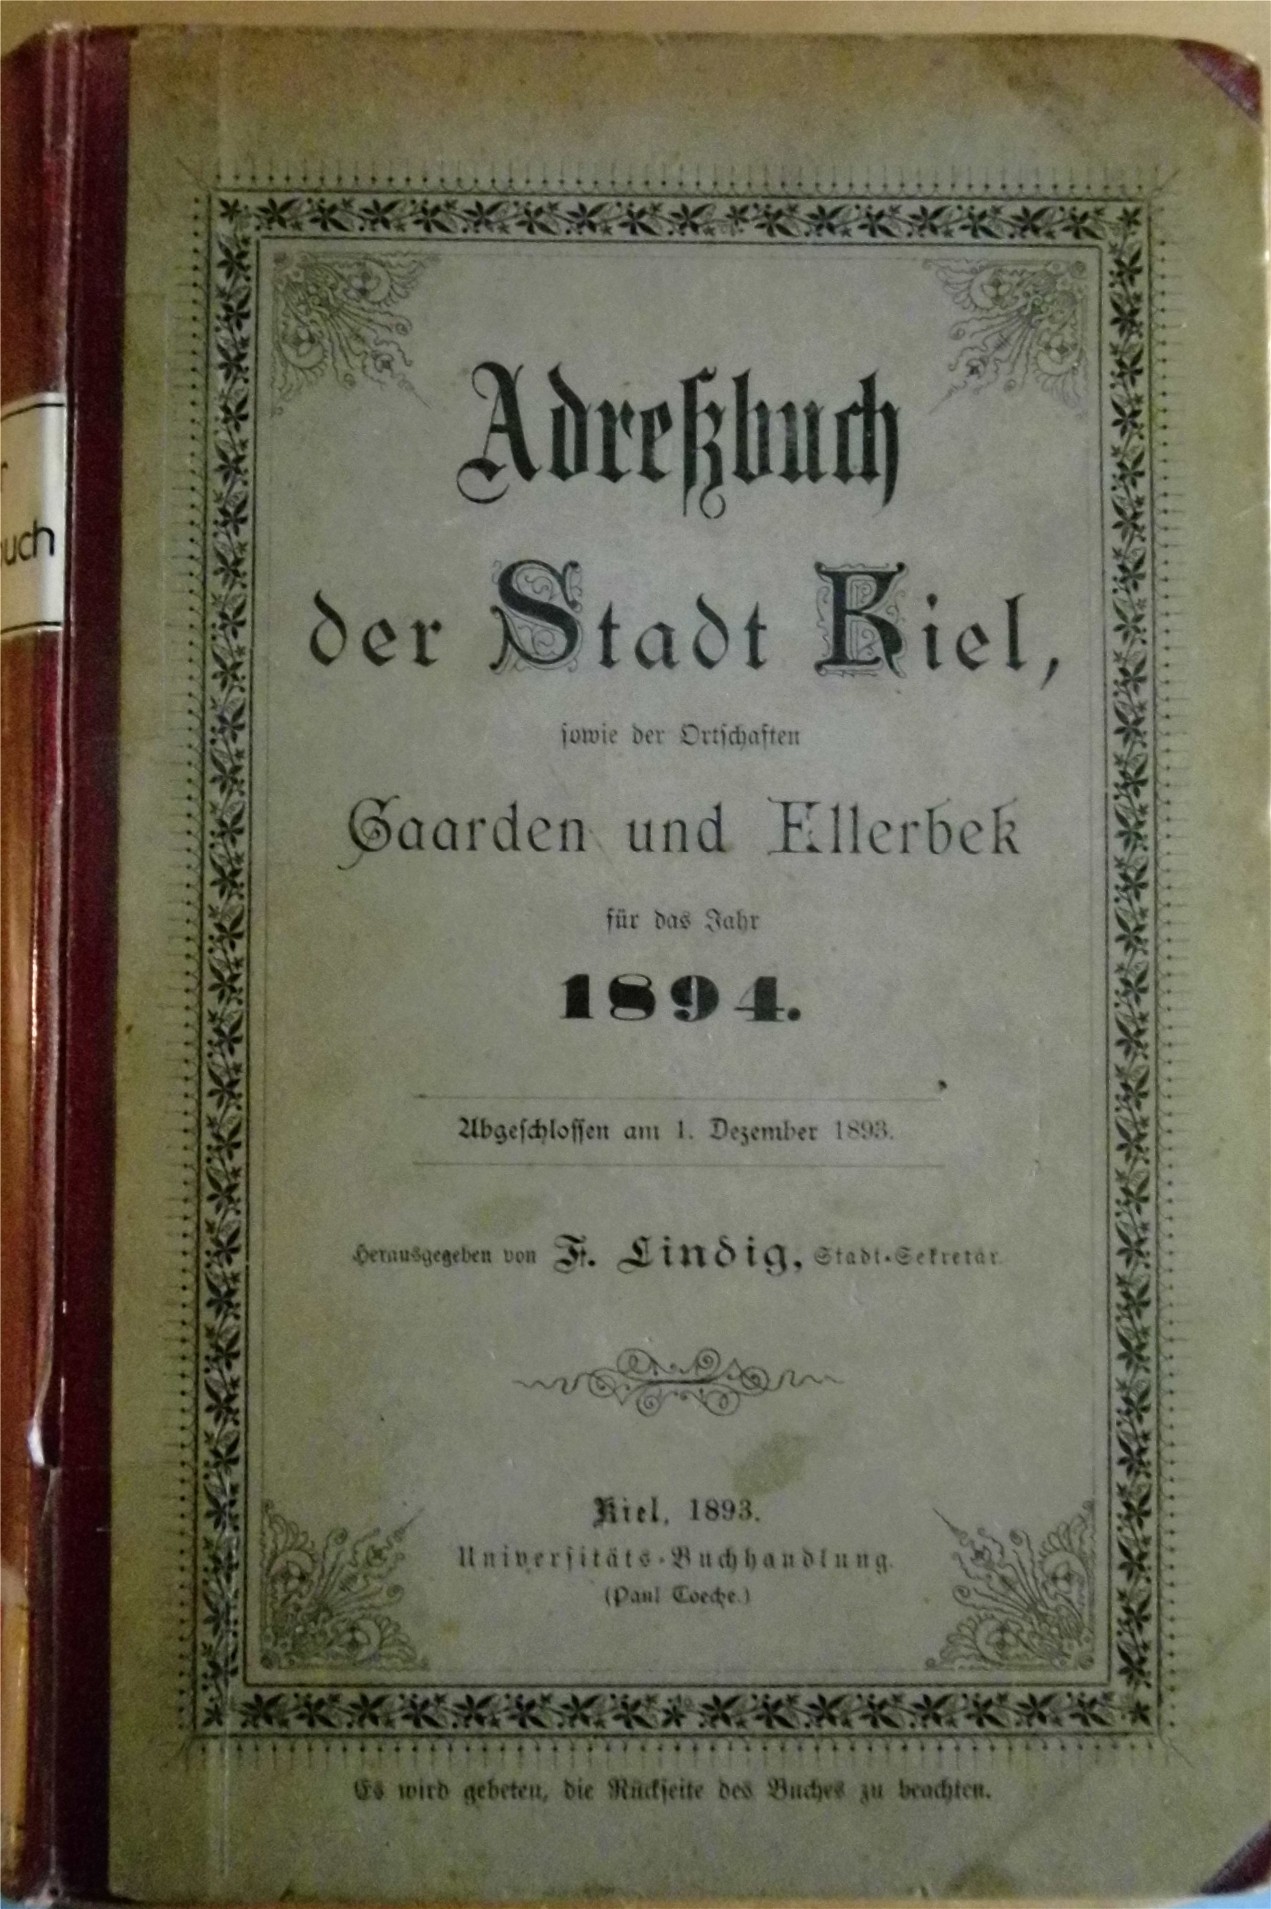 Adreßbuch
der Stadt Kiel,
sowie der Ortschaften
Gaarden und Ellerbek
für das Jahr
1894.
Abgeschlossen am 1. Dezember 1893.
Herausgegeben von F. Lindig, Stadt-Sekretär.
Kiel, 1893.
Universitäts-Buchhandlung.
(Paul Toeche.)
Es wird gebeten, die Rückseite des Buches zu beachten.